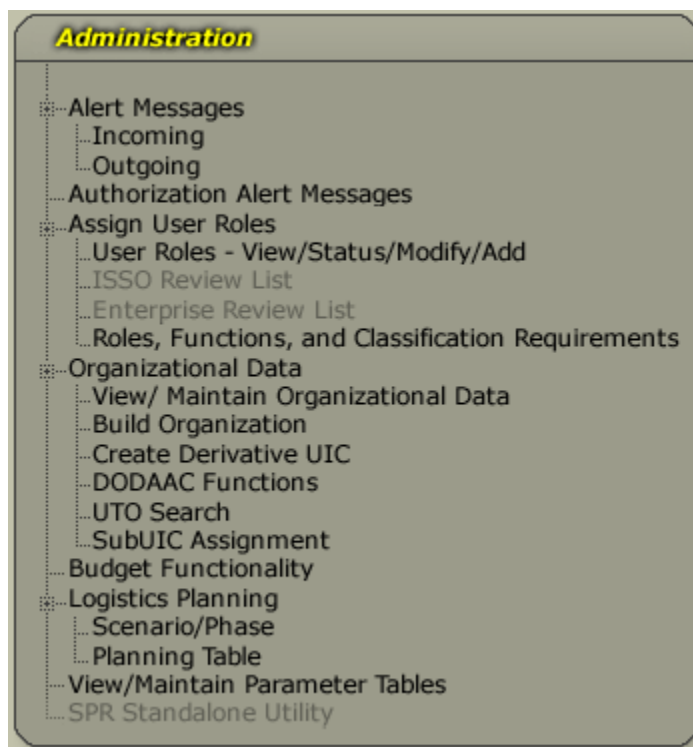 Administration
Alert Messages
Incoming
Outgoing
Authorization Alert Messages
Assign User Roles
User Roles - View/Status/Modify/Add
ISSO Review List
Enterprise Review List
Roles, Functions, and Classification Requirements
Organizational Data
View/ Maintain Organizational Data
Build Organization
Create Derivative UIC
DODAAC Functions
UTO Search
SubUIC Assignment
Budget Functionality
Logistics Planning
Scenario/Phase
Planning Table
View/Maintain Parameter Tables
SPR Standalone Utility